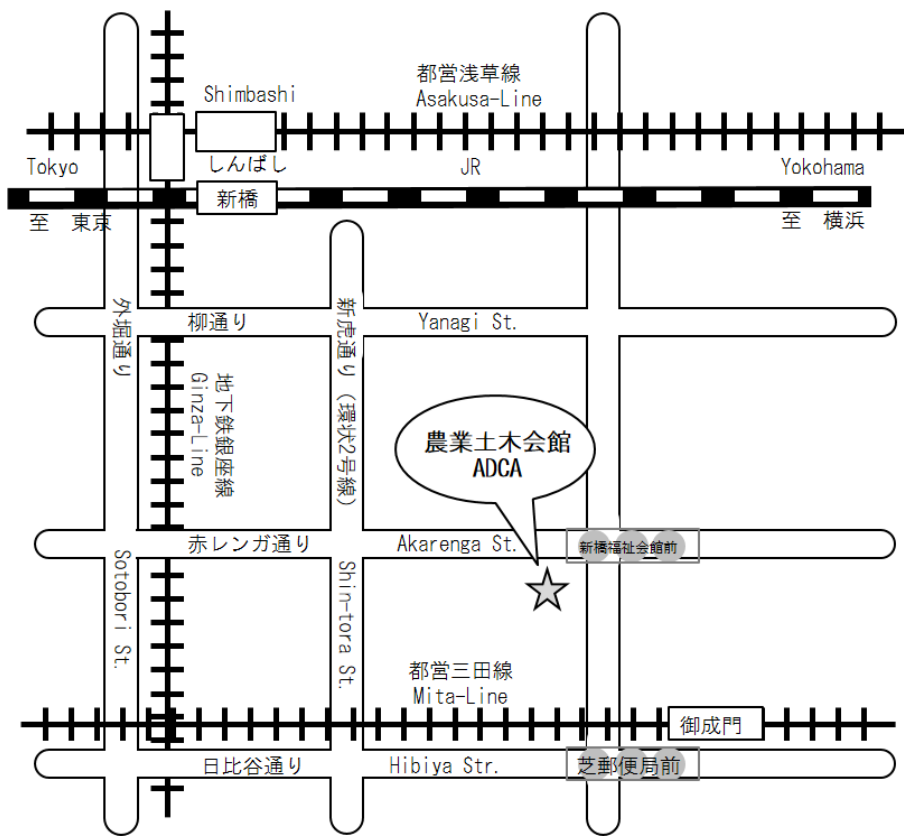 都営浅草線
Shimbashi
Asakusa-Line
しんばし
Tokyo
JR
Yokohama
新橋
至 東京
至 横浜
外堀通り
柳通り
新虎通り(環状2号線)
Yanagi St.
地下鉄銀座線
Ginza-Line
農業土木会館
ADCA
赤レンガ通り
Akarenga St.
新橋福祉会館前
Sotobori St.
Shin-tora St.
都営三田線
Mita-Line
御成門
日比谷通り
Hibiya Str.
芝郵便局前